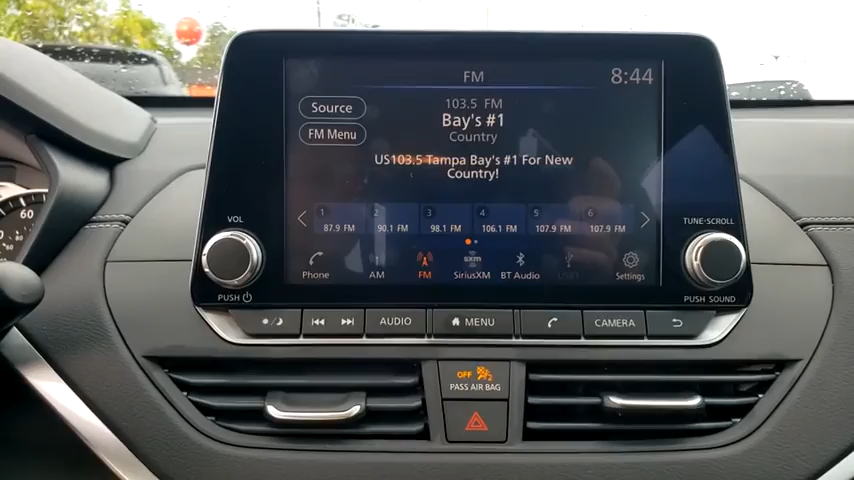 FM
8:44
Source
103.5 FM
Bay's #1
Country
FM Menu
US103.5 Tampa Bay's #1 For New
Country!
1 2 3 4 5 6
87.9 FM 90.1 FM 98.1 FM 106.1 FM 107.9 FM 107.9 FM
VOL
TUNE·SCROLL
Phone AM FM SiriusXM BT Audio USB1 Settings
PUSH
PUSH SOUND
AUDIO MENU CAMERA
OFF 2
PASS AIR BAG
60
80